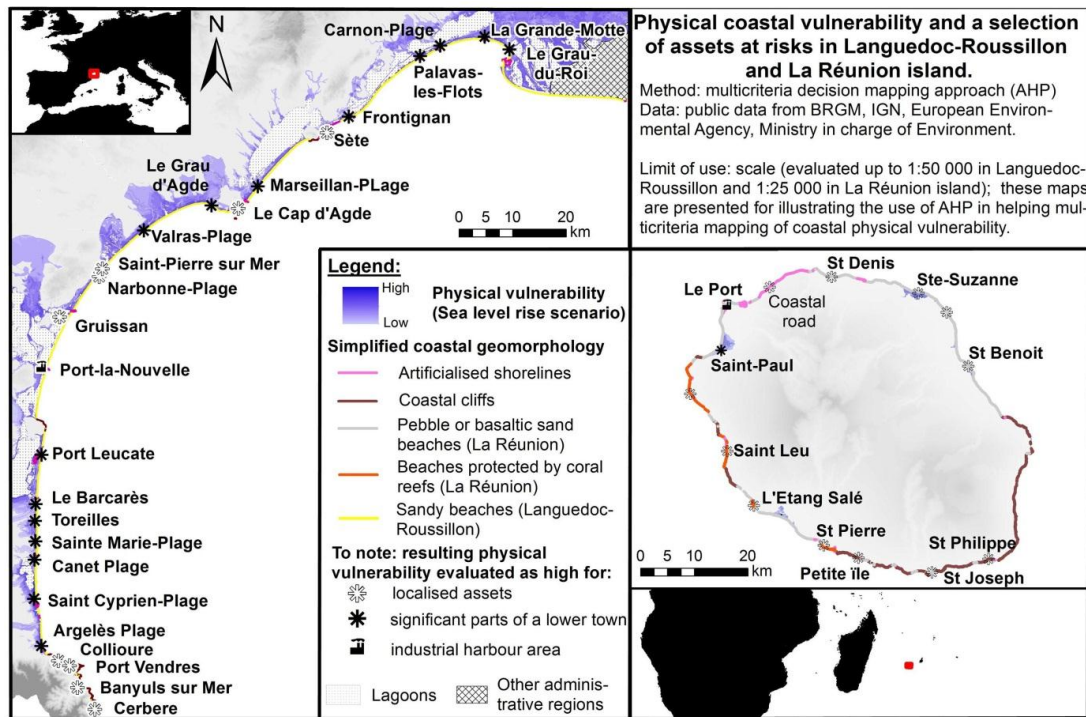 Physical coastal vulnerability and a selection
of assets at risks in Languedoc-Roussillon
and La Réunion island.
Method: multicriteria decision mapping approach (AHP)
Data: public data from BRGM, IGN, European Environ-
mental Agency, Ministry in charge of Environment.
Limit of use: scale (evaluated up to 1:50 000 in Languedoc-
Roussillon and 1:25 000 in La Réunion island); these maps
are presented for illustrating the use of AHP in helping mul-
ticriteria mapping of coastal physical vulnerability.
N
Carnon-Plage
La Grande-Motte
Le Grau-
du-Roi
Palavas-
les-Flots
Frontignan
Sète
Le Grau
d'Agde
Marseillan-PLage
Le Cap d'Agde
Valras-Plage
0 5 10 20
km
Saint-Pierre sur Mer
Narbonne-Plage
Gruissan
Port-la-Nouvelle
Port Leucate
Le Barcarès
Toreilles
Sainte Marie-Plage
Canet Plage
Saint Cyprien-Plage
Argelès Plage
Collioure
Port Vendres
Banyuls sur Mer
Cerbere
Legend:
High
Low
Physical vulnerability
(Sea level rise scenario)
Simplified coastal geomorphology
Artificialised shorelines
Coastal cliffs
Pebble or basaltic sand
beaches (La Réunion)
Beaches protected by coral
reefs (La Réunion)
Sandy beaches (Languedoc-
Roussillon)
To note: resulting physical
vulnerability evaluated as high for:
localised assets
significant parts of a lower town
industrial harbour area
Lagoons
Other adminis-
trative regions
St Denis
Ste-Suzanne
Le Port
Coastal
road
Saint-Paul
St Benoit
Saint Leu
L'Etang Salé
St Pierre
St Philippe
Petite ïle
St Joseph
0 5 10 20
km